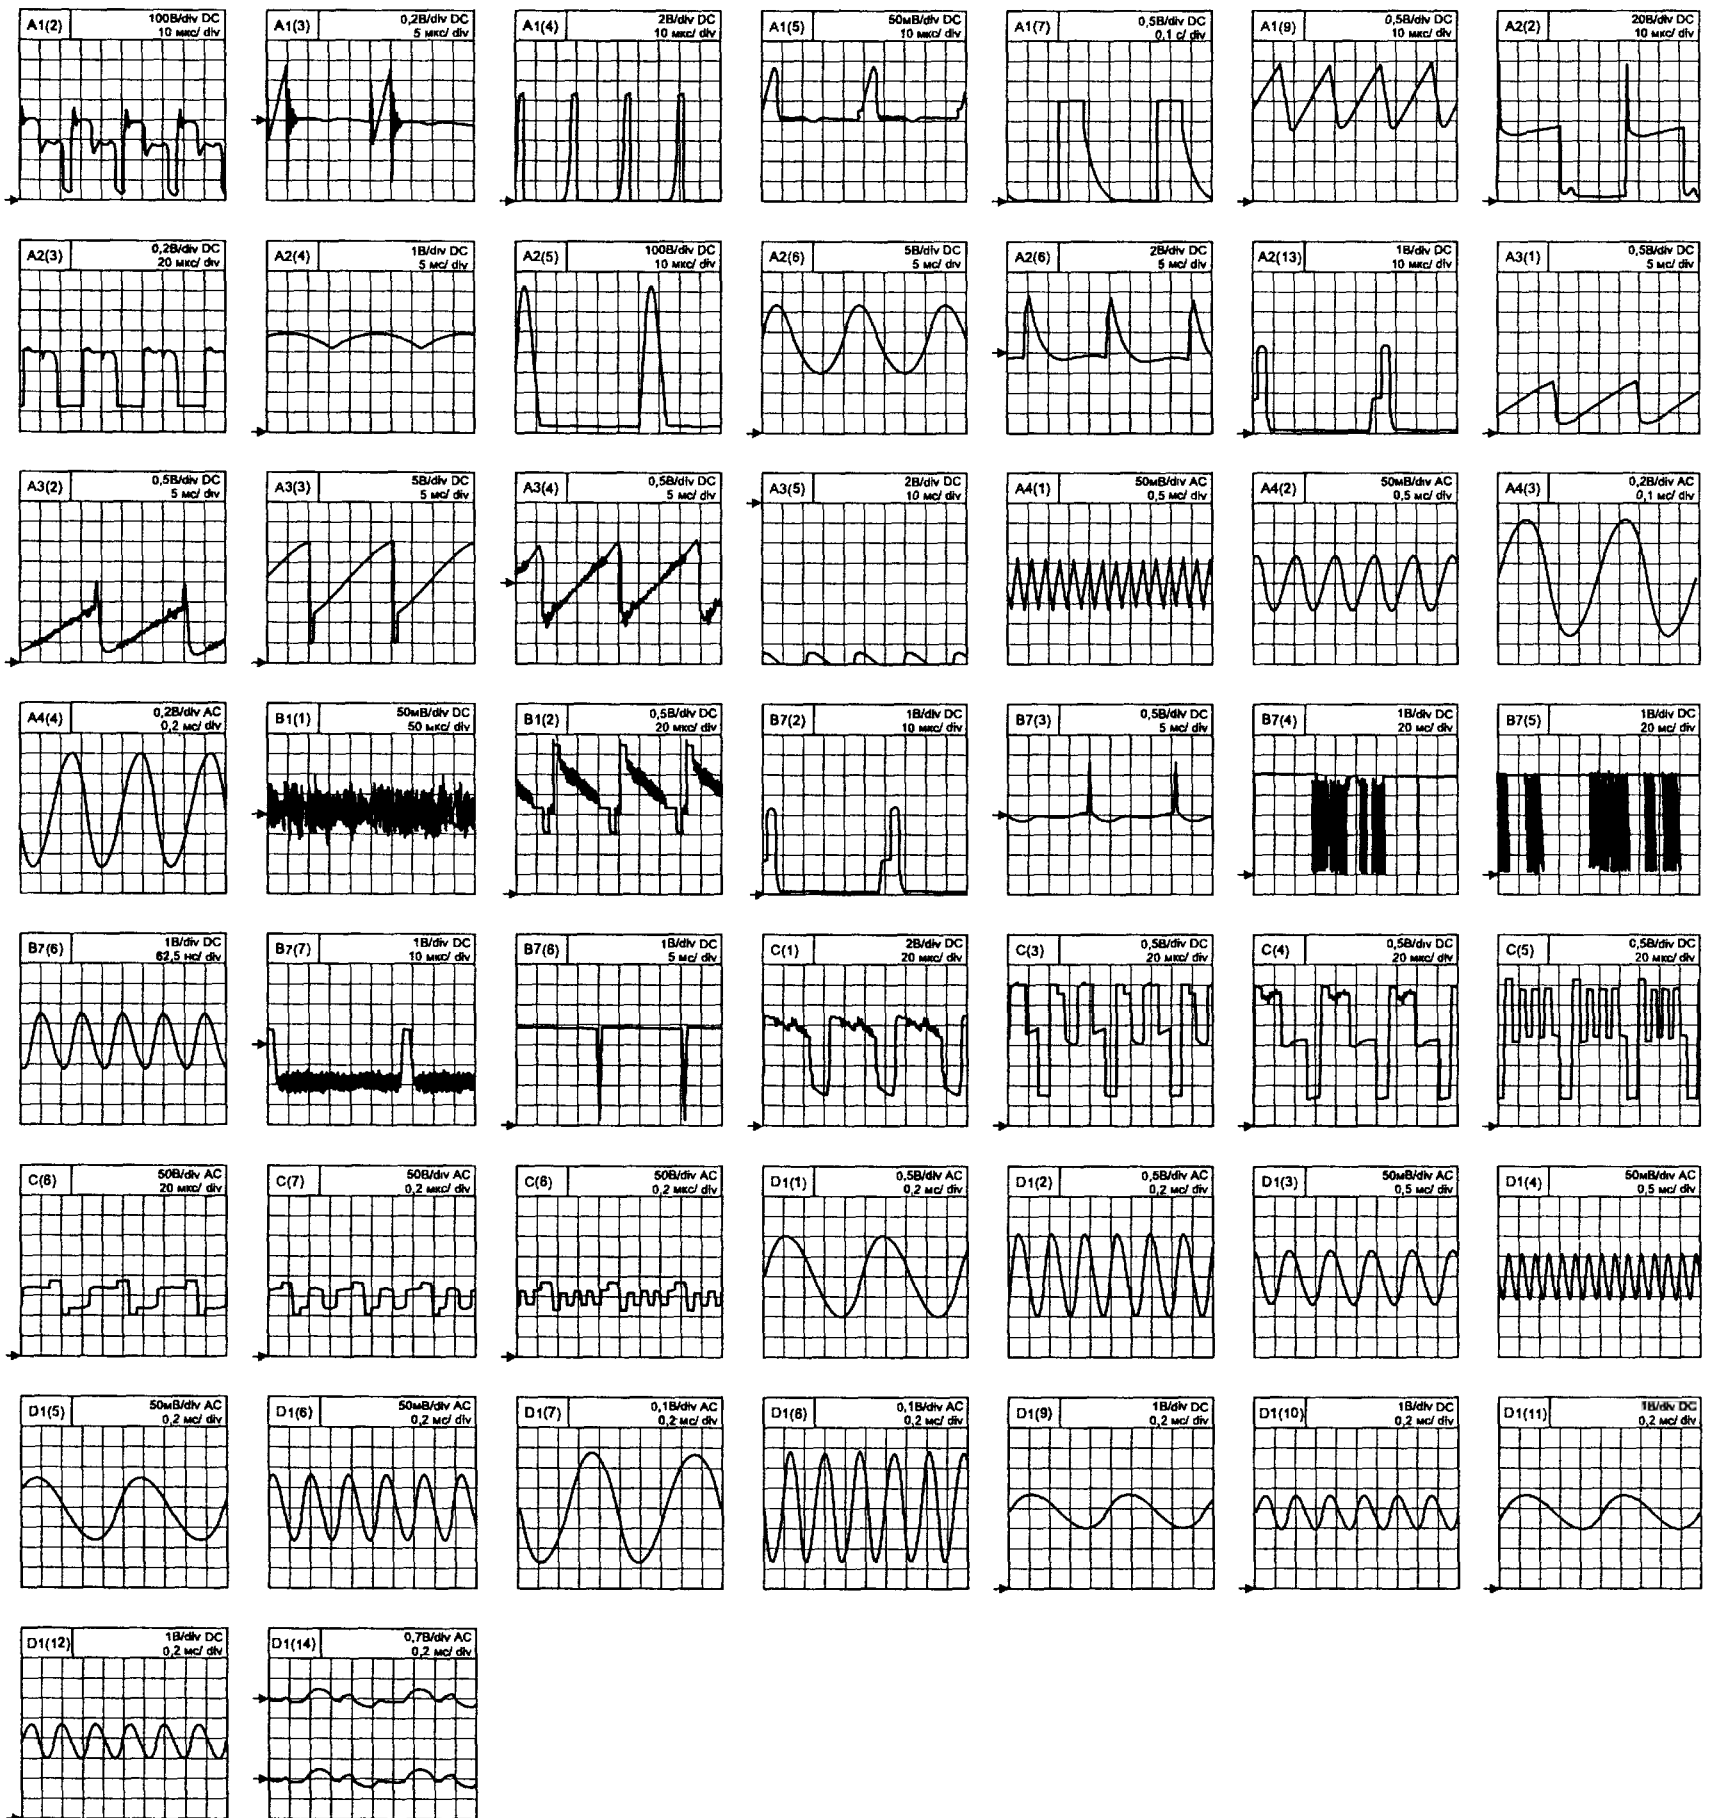 A1(2)
100В/div DC
10 мкс/ div
A1(3)
0,2В/div DC
5 мкс/ div
A1(4)
2В/div DC
10 мкс/ div
A1(5)
50мВ/div DC
10 мкс/ div
A1(7)
0,5В/div DC
0,1 с/ div
A1(9)
0,5В/div DC
10 мкс/ div
A2(2)
20В/div DC
10 мкс/ div
A2(3)
0,2В/div DC
20 мкс/ div
A2(4)
1В/div DC
5 мс/ div
A2(5)
100В/div DC
10 мкс/ div
A2(6)
5В/div DC
5 мс/ div
A2(6)
2В/div DC
5 мс/ div
A2(13)
1В/div DC
10 мкс/ div
A3(1)
0,5В/div DC
5 мс/ div
A3(2)
0,5В/div DC
5 мс/ div
A3(3)
5В/div DC
5 мс/ div
A3(4)
0,5В/div DC
5 мс/ div
A3(5)
2В/div DC
10 мс/ div
A4(1)
50мВ/div AC
0,5 мс/ div
A4(2)
50мВ/div AC
0,5 мс/ div
A4(3)
0,2В/div AC
0,1 мс/ div
A4(4)
0,2В/div AC
0,2 мс/ div
B1(1)
50мВ/div DC
50 мкс/ div
B1(2)
0,5В/div DC
20 мкс/ div
B7(2)
1В/div DC
10 мкс/ div
B7(3)
0,5В/div DC
5 мс/ div
B7(4)
1В/div DC
20 мкс/ div
B7(5)
1В/div DC
20 мкс/ div
B7(6)
1В/div DC
62,5 нс/ div
B7(7)
1В/div DC
10 мкс/ div
B7(6)
1В/div DC
5 мс/ div
C(1)
2В/div DC
20 мкс/ div
C(3)
0,5В/div DC
20 мкс/ div
C(4)
0,5В/div DC
20 мкс/ div
C(5)
0,5В/div DC
20 мкс/ div
C(6)
50В/div AC
20 мкс/ div
C(7)
50В/div AC
0,2 мкс/ div
C(6)
50В/div AC
0,2 мкс/ div
D1(1)
0,5В/div AC
0,2 мс/ div
D1(2)
0,5В/div AC
0,2 мс/ div
D1(3)
50мВ/div AC
0,5 мс/ div
D1(4)
50мВ/div AC
0,5 мс/ div
D1(5)
50мВ/div AC
0,2 мс/ div
D1(6)
50мВ/div AC
0,2 мс/ div
D1(7)
0,1В/div AC
0,2 мс/ div
D1(6)
0,1В/div AC
0,2 мс/ div
D1(9)
1В/div DC
0,2 мс/ div
D1(10)
1В/div DC
0,2 мс/ div
D1(11)
1В/div DC
0,2 мс/ div
D1(12)
1В/div DC
0,2 мс/ div
D1(14)
0,7В/div AC
0,2 мс/ div